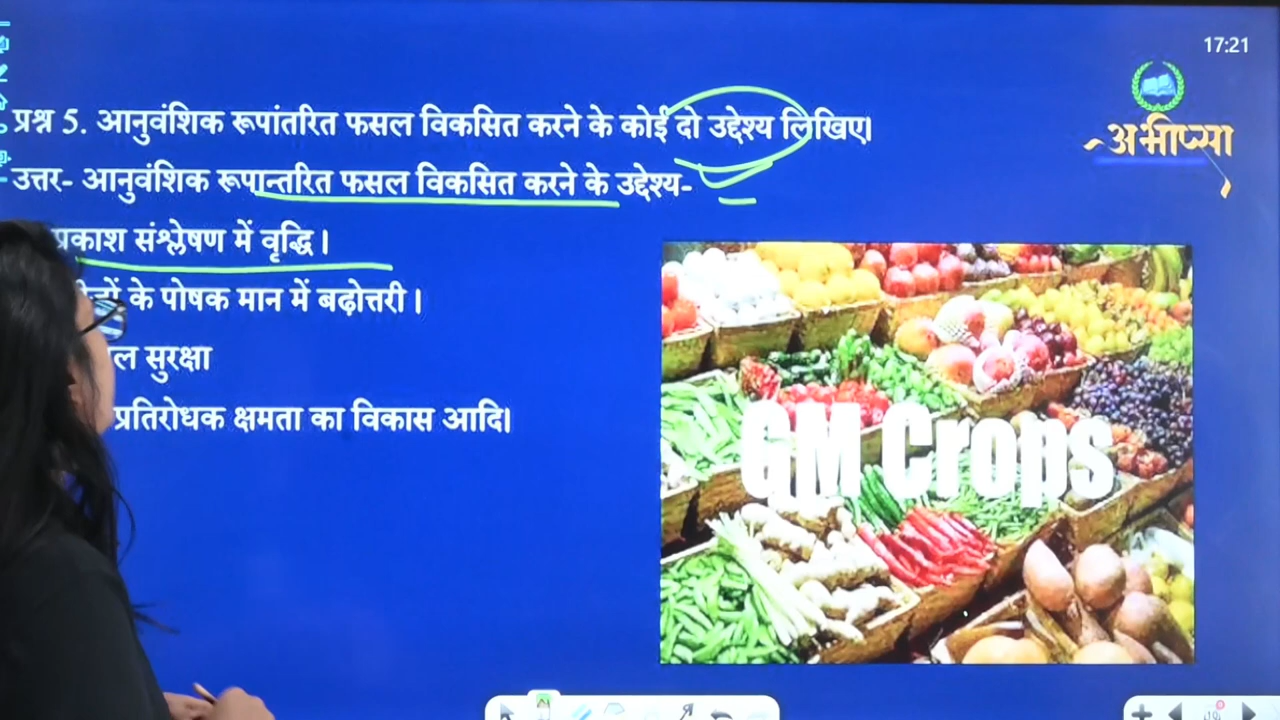 17:21
अभीप्सा
प्रश्न 5. आनुवंशिक रूपांतरित फसल विकसित करने के कोई दो उद्देश्य लिखिए।
उत्तर- आनुवंशिक रूपान्तरित फसल विकसित करने के उद्देश्य-
प्रकाश संश्लेषण में वृद्धि ।
के पोषक मान में बढ़ोत्तरी ।
सुरक्षा
प्रतिरोधक क्षमता का विकास आदि।
GM Crops